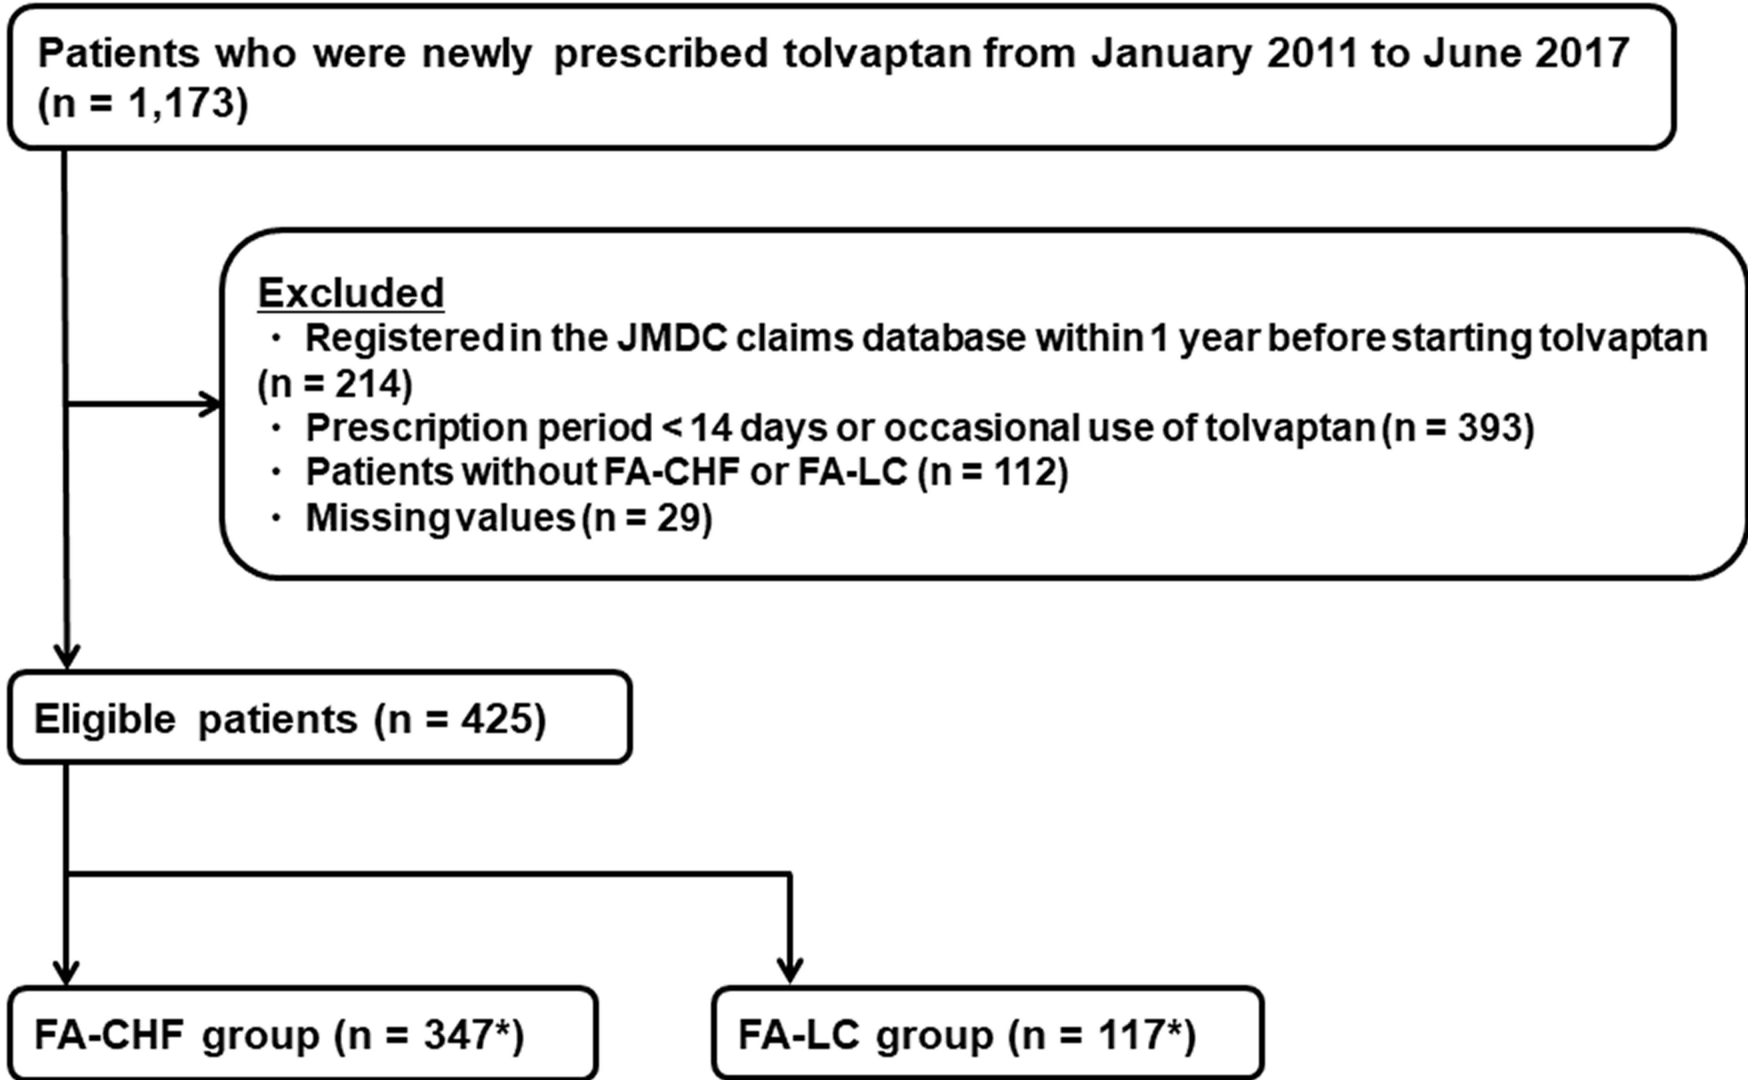 Patients who were newly prescribed tolvaptan from January 2011 to June 2017
(n = 1,173)
Excluded
・ Registered in the JMDC claims database within 1 year before starting tolvaptan
(n = 214)
・ Prescription period < 14 days or occasional use of tolvaptan (n = 393)
・ Patients without FA-CHF or FA-LC (n = 112)
・ Missing values (n = 29)
Eligible patients (n = 425)
FA-CHF group (n = 347*)
FA-LC group (n = 117*)